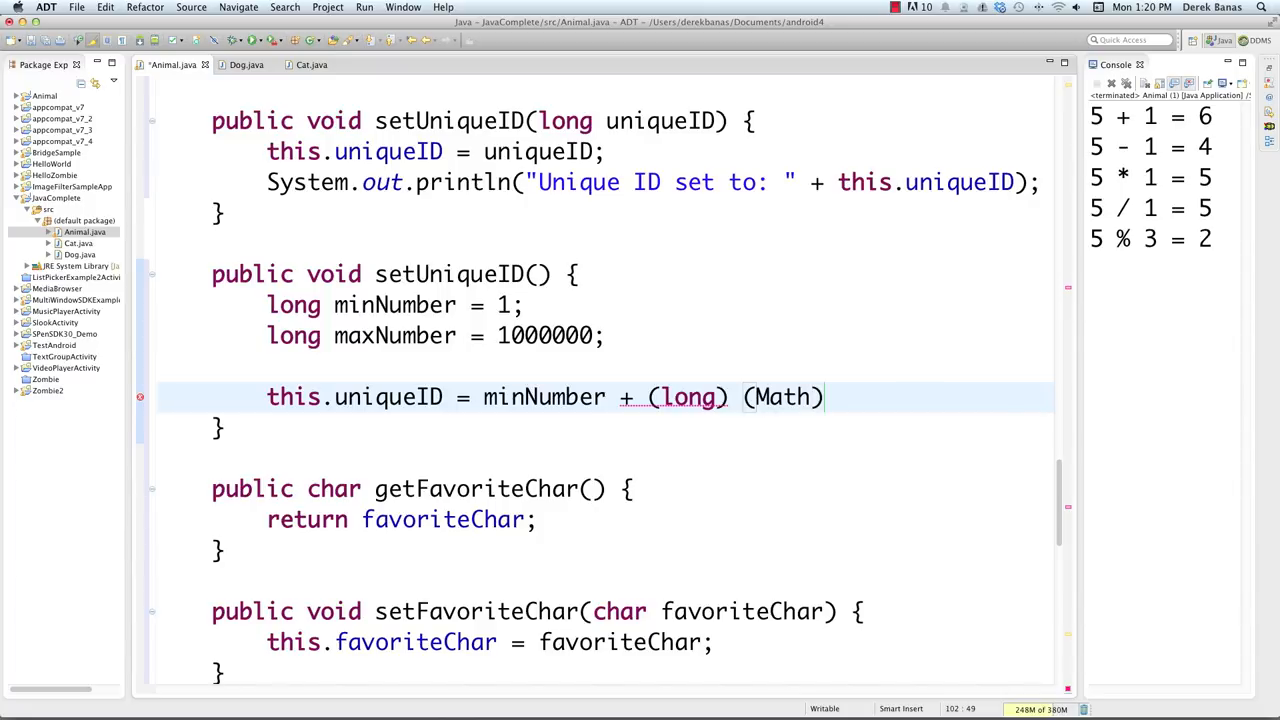 ADT File Edit Refactor Source Navigate Search Project Run Window Help 10 Mon 1:20 PM Derek Banas
Java – JavaComplete/src/Animal.java – ADT – /Users/derekbanas/Documents/android4
Quick Access Java DDMS
Package Exp
*Animal.java Dog.java Cat.java
Console
<terminated> Animal (1) [Java Application] /S
Animal
appcompat_v7
appcompat_v7_2
appcompat_v7_3
appcompat_v7_4
BridgeSample
HelloWorld
HelloZombie
ImageFilterSampleApp
JavaComplete
src
(default package)
Animal.java
Cat.java
Dog.java
JRE System Library [Ja
ListPickerExample2Activi
MediaBrowser
MultiWindowSDKExample
MusicPlayerActivity
SlookActivity
SPenSDK30_Demo
TestAndroid
TextGroupActivity
VideoPlayerActivity
Zombie
Zombie2
public void setUniqueID(long uniqueID) {
this.uniqueID = uniqueID;
System.out.println("Unique ID set to: " + this.uniqueID);
}
public void setUniqueID() {
long minNumber = 1;
long maxNumber = 1000000;
this.uniqueID = minNumber + (long) (Math)
}
public char getFavoriteChar() {
return favoriteChar;
}
public void setFavoriteChar(char favoriteChar) {
this.favoriteChar = favoriteChar;
}
5 + 1 = 6
5 - 1 = 4
5 * 1 = 5
5 / 1 = 5
5 % 3 = 2
Writable Smart Insert 102 : 49 248M of 380M